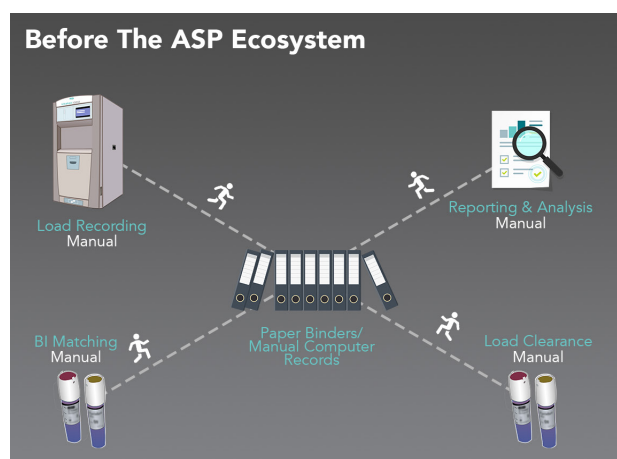 Before The ASP Ecosystem
Load Recording
Manual
Reporting & Analysis
Manual
BI Matching
Manual
Paper Binders/
Manual Computer
Records
Load Clearance
Manual